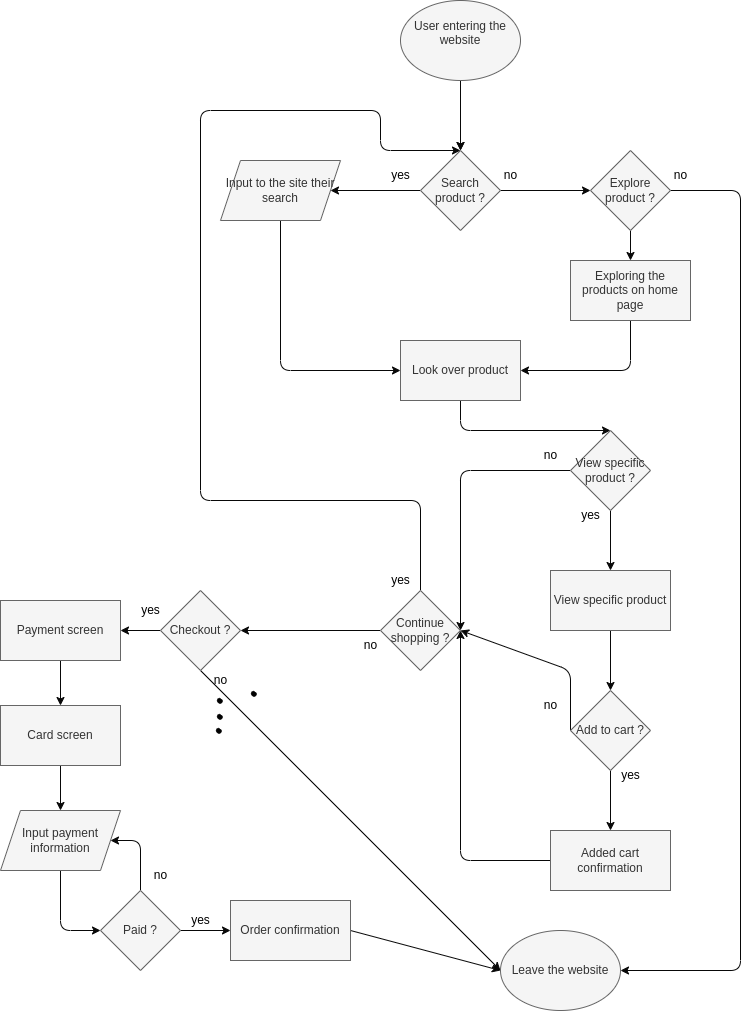 User entering the
website
yes
Search
product ?
no
Explore
product ?
no
Input to the site their
search
Exploring the
products on home
page
Look over product
no
View specific
product ?
yes
View specific product
yes
Continue
shopping ?
no
yes
Checkout ?
no
Payment screen
no
Add to cart ?
yes
Card screen
Added cart
confirmation
Input payment
information
no
Paid ?
yes
Order confirmation
Leave the website